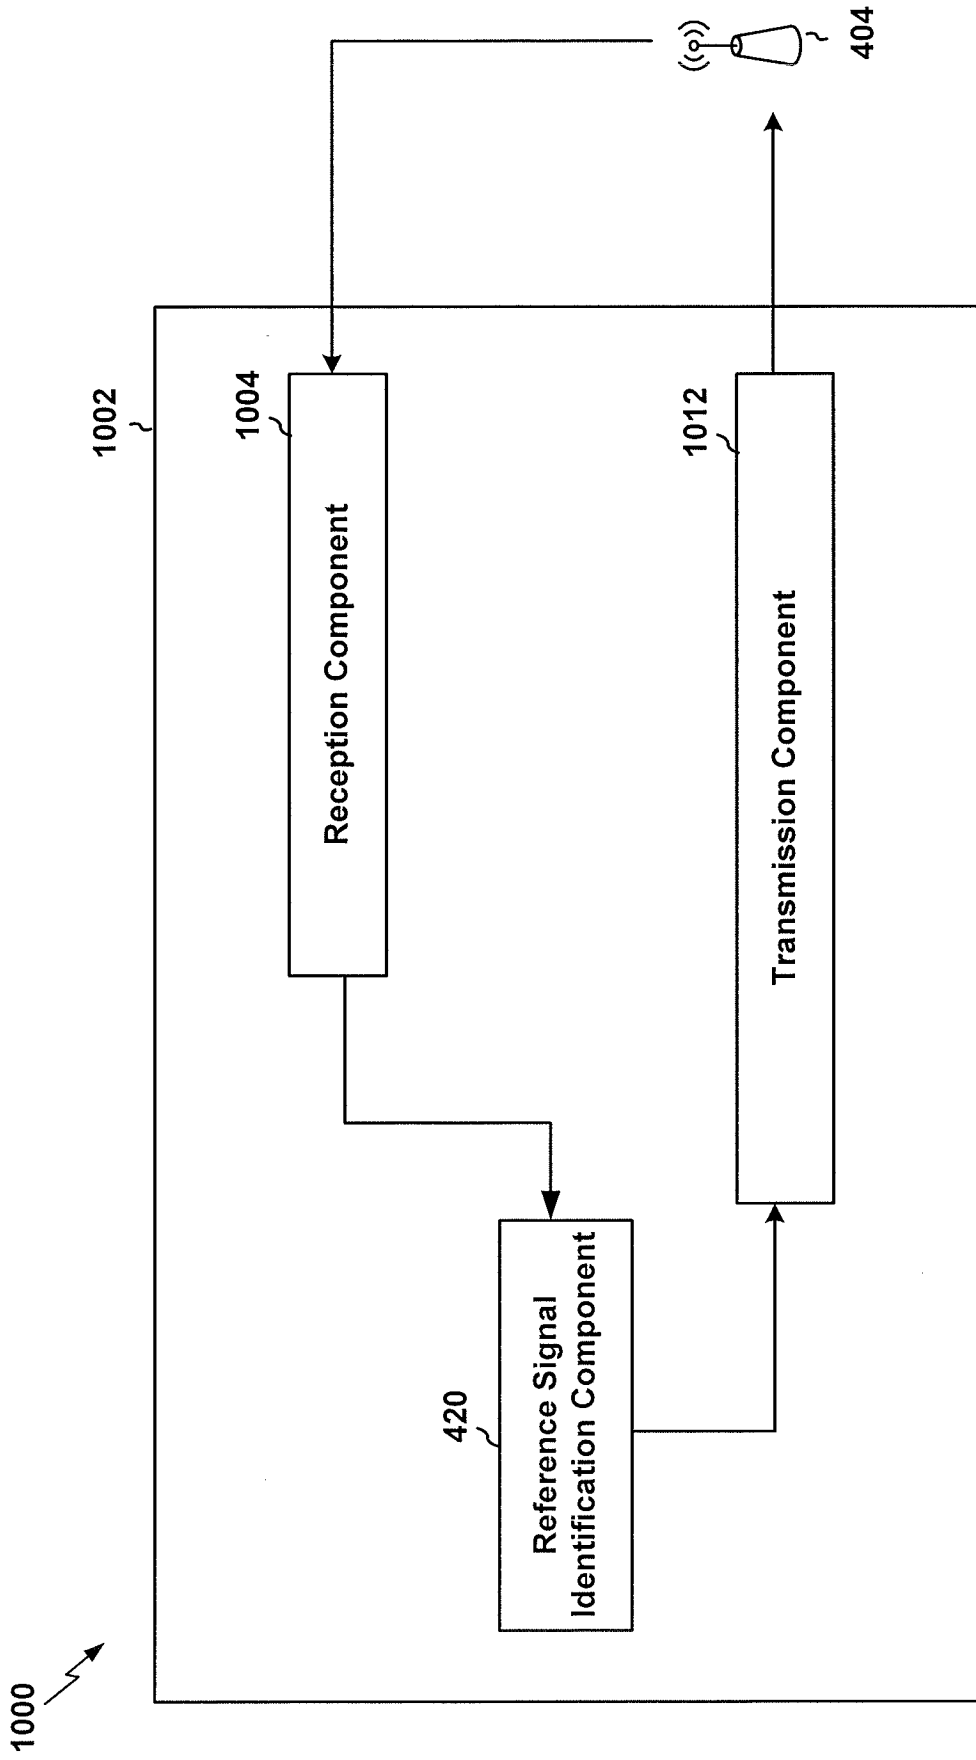 1000
1002
1004
Reception Component
404
420
Reference Signal
Identification Component
1012
Transmission Component